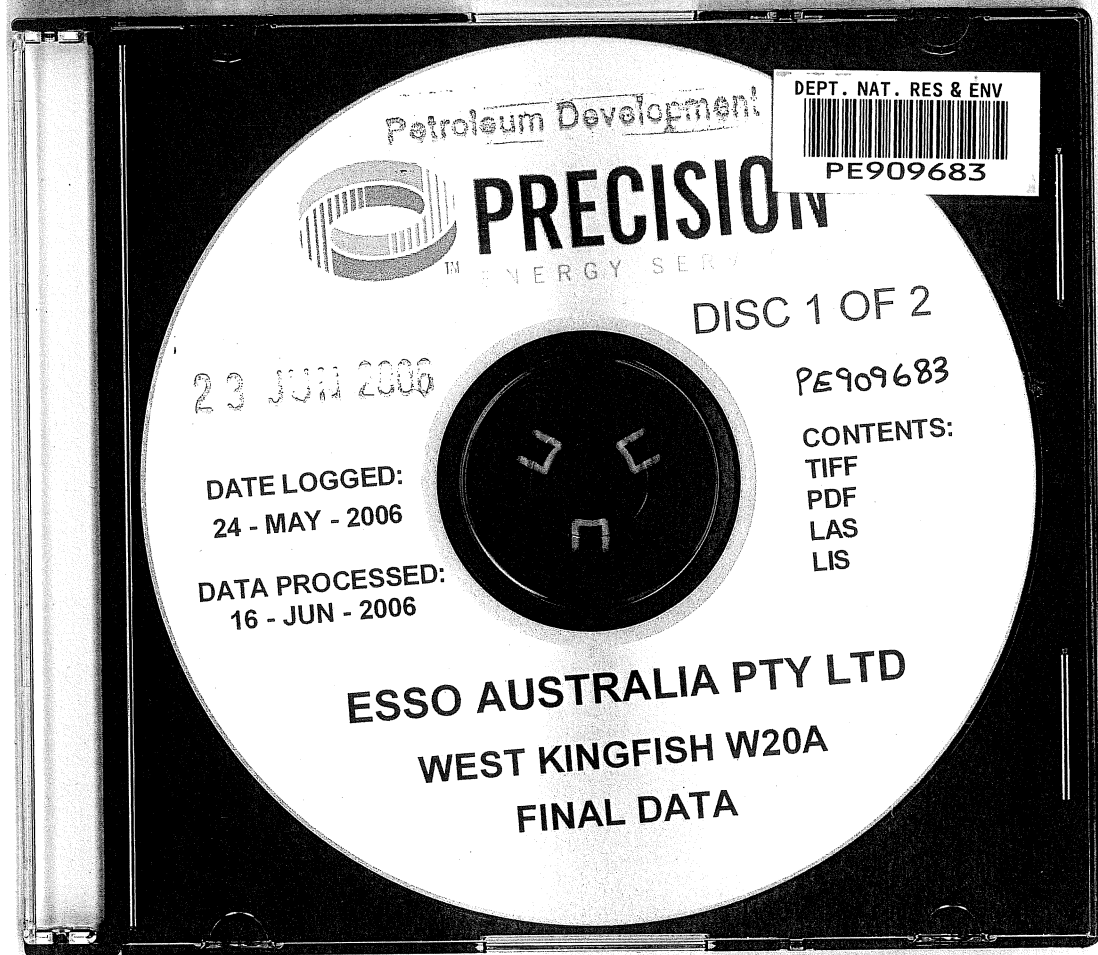 Petroleum Development
DEPT. NAT. RES & ENV
PE909683
PRECISION
TM
ENERGY SERV
DISC 1 OF 2
23 JUN 2006
PE909683
CONTENTS:
TIFF
PDF
LAS
LIS
DATE LOGGED:
24 - MAY - 2006
DATA PROCESSED:
16 - JUN - 2006
ESSO AUSTRALIA PTY LTD
WEST KINGFISH W20A
FINAL DATA